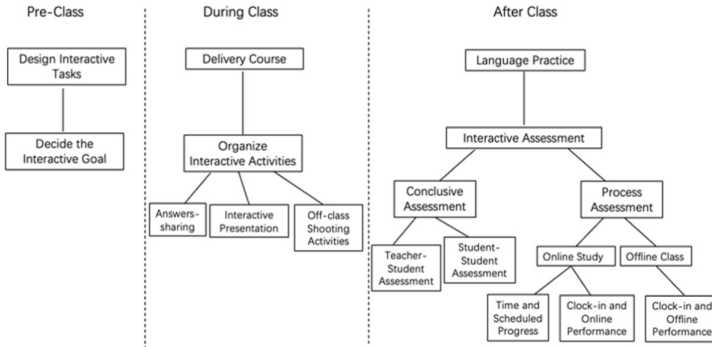 Pre-Class
During Class
After Class
Design Interactive
Tasks
Decide the
Interactive Goal
Delivery Course
Organize
Interactive Activities
Answers-
sharing
Interactive
Presentation
Off-class
Shooting
Activities
Language Practice
Interactive Assessment
Conclusive
Assessment
Process
Assessment
Teacher-
Student
Assessment
Student-
Student
Assessment
Online Study
Offline Class
Time and
Scheduled
Progress
Clock-in and
Online
Performance
Clock-in and
Offline
Performance